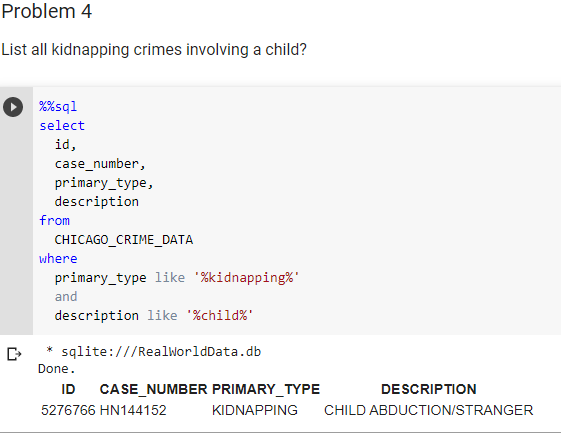 Problem 4
List all kidnapping crimes involving a child?
%%sql
select
id,
case_number,
primary_type,
description
from
CHICAGO_CRIME_DATA
where
primary_type like '%kidnapping%'
and
description like '%child%'
* sqlite:///RealWorldData.db
Done.
ID CASE_NUMBER PRIMARY_TYPE DESCRIPTION
5276766 HN144152 KIDNAPPING CHILD ABDUCTION/STRANGER